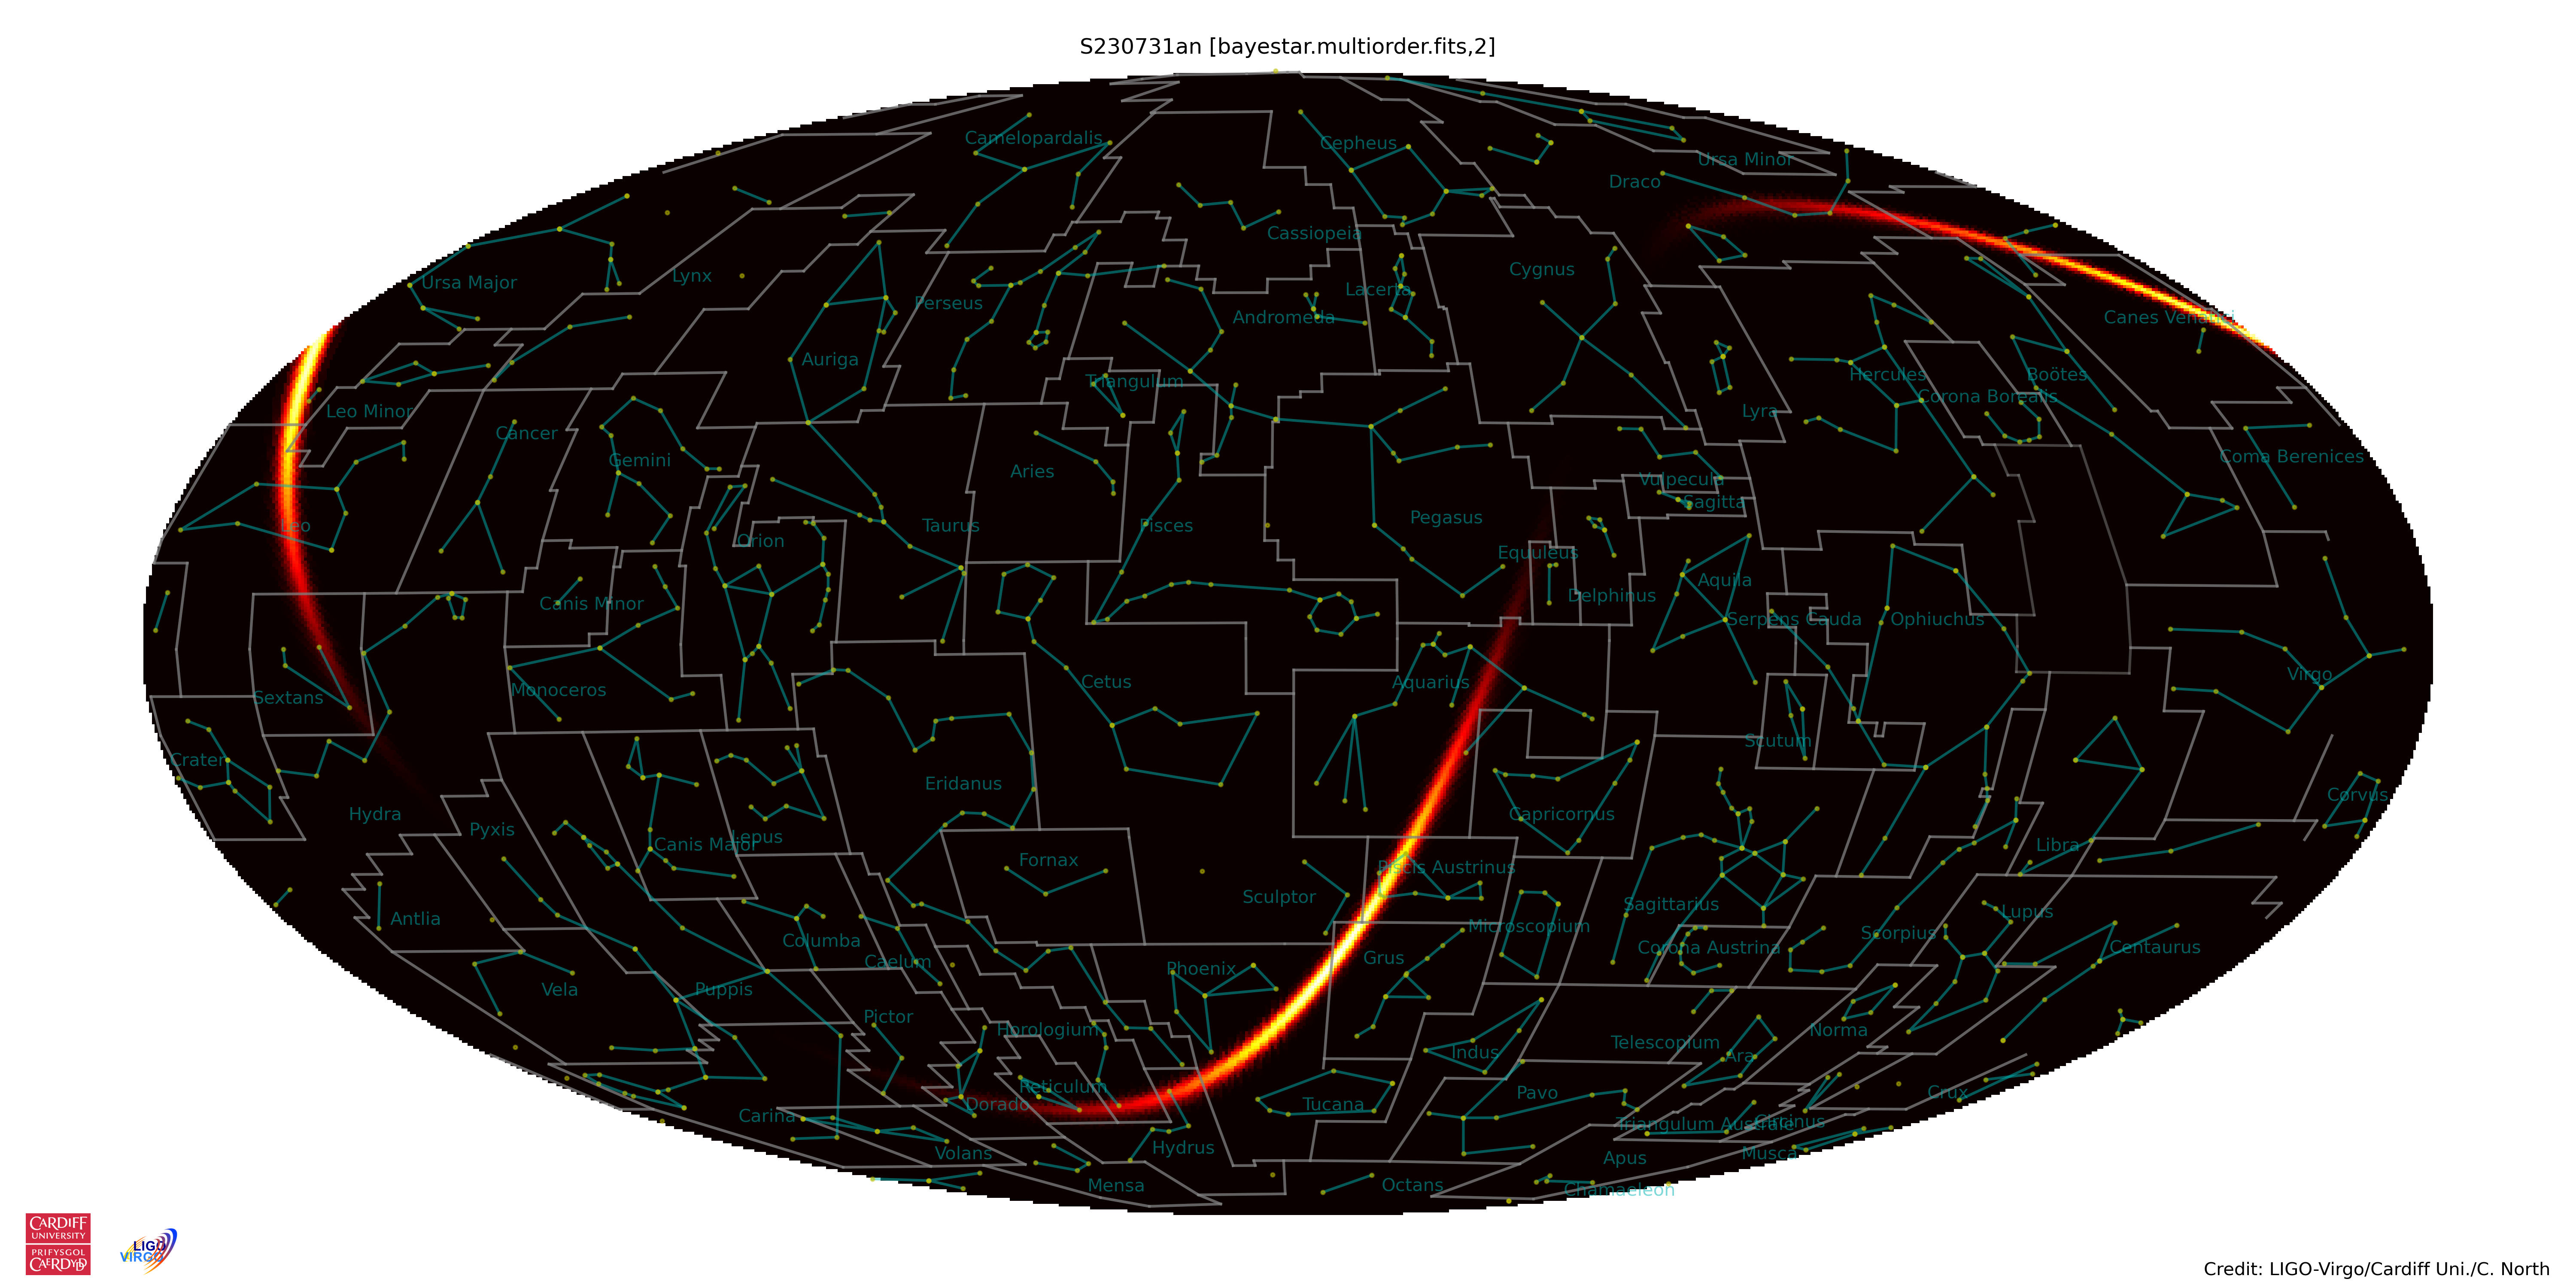 S230731an [bayestar.multiorder.fits,2]
Camelopardalis
Cepheus
Ursa Minor
Draco
Cassiopeia
Cygnus
Lynx
Ursa Major
Lacerta
Perseus
Andromeda
Canes Venatici
Auriga
Hercules
Boötes
Triangulum
Corona Borealis
Leo Minor
Lyra
Cancer
Coma Berenices
Gemini
Aries
Vulpecula
Sagitta
Pegasus
Leo
Taurus
Pisces
Orion
Equuleus
Aquila
Delphinus
Canis Minor
Serpens Cauda
Ophiuchus
Virgo
Cetus
Aquarius
Monoceros
Sextans
Scutum
Crater
Eridanus
Corvus
Hydra
Capricornus
Pyxis
Lepus
Canis Major
Libra
Fornax
Piscis Austrinus
Sculptor
Sagittarius
Lupus
Antlia
Microscopium
Scorpius
Columba
Corona Austrina
Centaurus
Grus
Caelum
Phoenix
Vela
Puppis
Pictor
Horologium
Norma
Telescopium
Indus
Ara
Reticulum
Pavo
Crux
Dorado
Tucana
Carina
Circinus
Triangulum Australe
Hydrus
Volans
Musca
Apus
Mensa
Octans
Chamaeleon
CARDIFF
UNIVERSITY
PRIFYSGOL
CAERDYDD
LIGO
VIRGO
Credit: LIGO-Virgo/Cardiff Uni./C. North